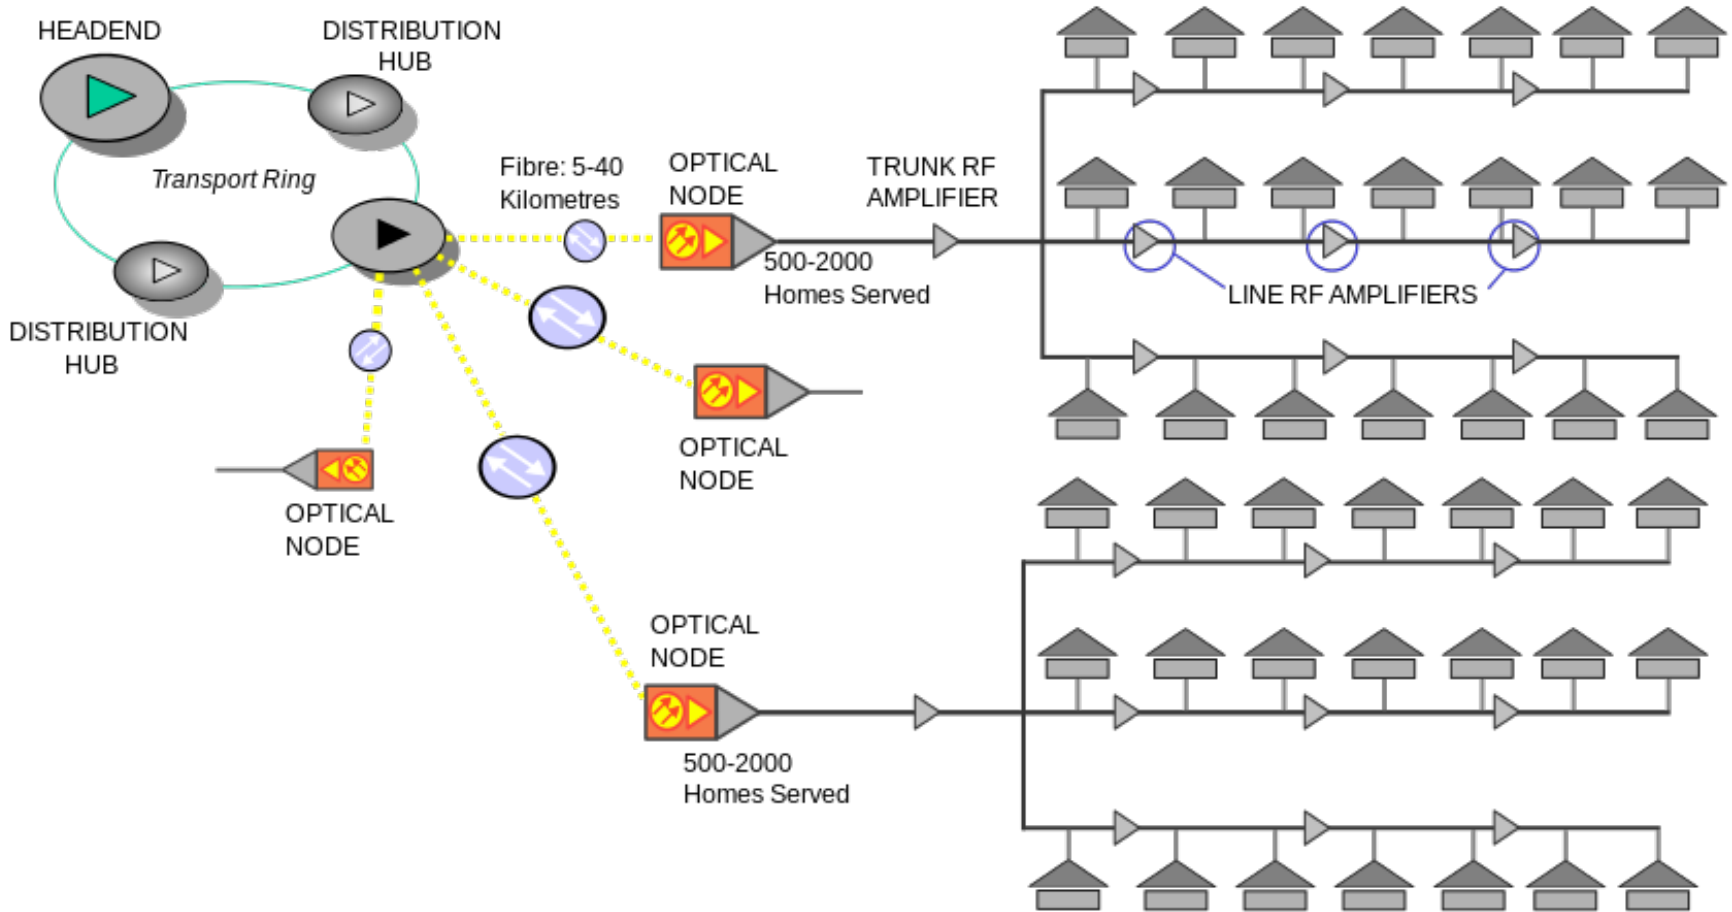 HEADEND
DISTRIBUTION
HUB
Transport Ring
DISTRIBUTION
HUB
Fibre: 5-40
Kilometres
OPTICAL
NODE
500-2000
Homes Served
TRUNK RF
AMPLIFIER
LINE RF AMPLIFIERS
OPTICAL
NODE
OPTICAL
NODE
OPTICAL
NODE
500-2000
Homes Served